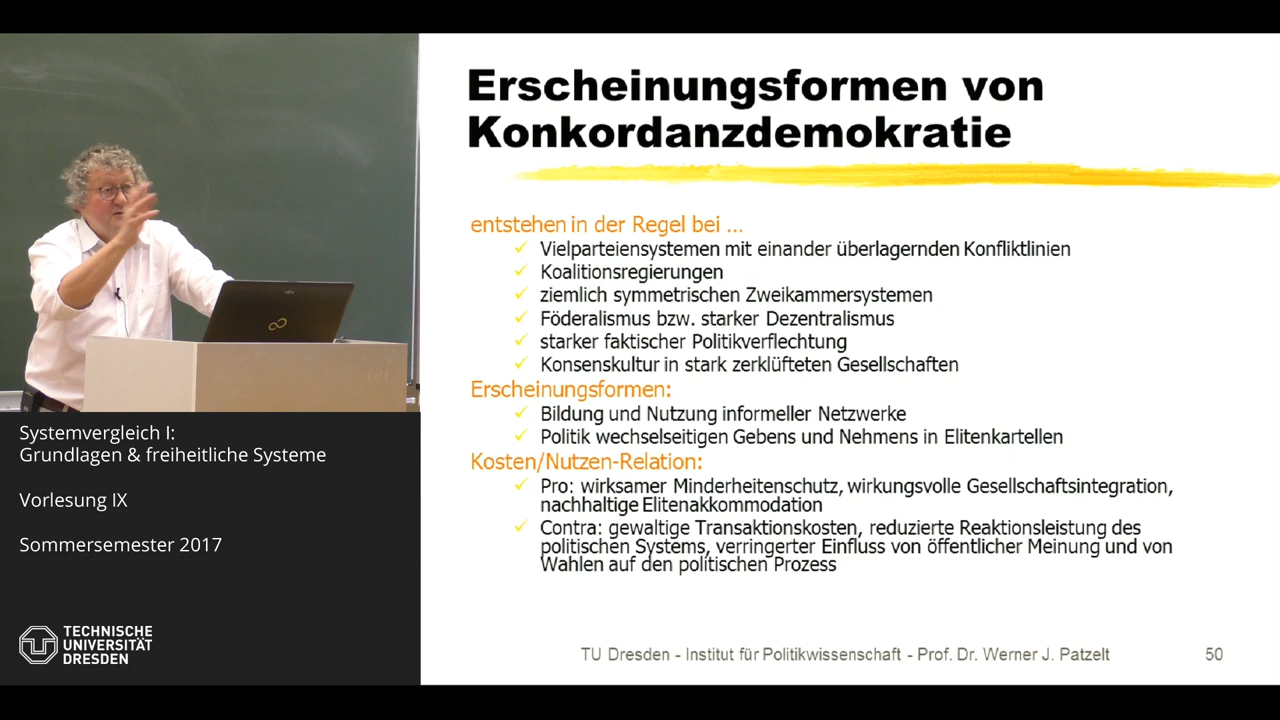 Erscheinungsformen von
Konkordanzdemokratie
entstehen in der Regel bei ...
Vielparteiensystemen mit einander überlagernden Konfliktlinien
Koalitionsregierungen
ziemlich symmetrischen Zweikammersystemen
Föderalismus bzw. starker Dezentralismus
starker faktischer Politikverflechtung
Konsenskultur in stark zerklüfteten Gesellschaften
Erscheinungsformen:
Bildung und Nutzung informeller Netzwerke
Politik wechselseitigen Gebens und Nehmens in Elitenkartellen
Kosten/Nutzen-Relation:
Pro: wirksamer Minderheitenschutz, wirkungsvolle Gesellschaftsintegration,
nachhaltige Elitenakkommodation
Contra: gewaltige Transaktionskosten, reduzierte Reaktionsleistung des
politischen Systems, verringerter Einfluss von öffentlicher Meinung und von
Wahlen auf den politischen Prozess
TU Dresden - Institut für Politikwissenschaft - Prof. Dr. Werner J. Patzelt
50
Systemvergleich I:
Grundlagen & freiheitliche Systeme
Vorlesung IX
Sommersemester 2017
TECHNISCHE
UNIVERSITÄT
DRESDEN